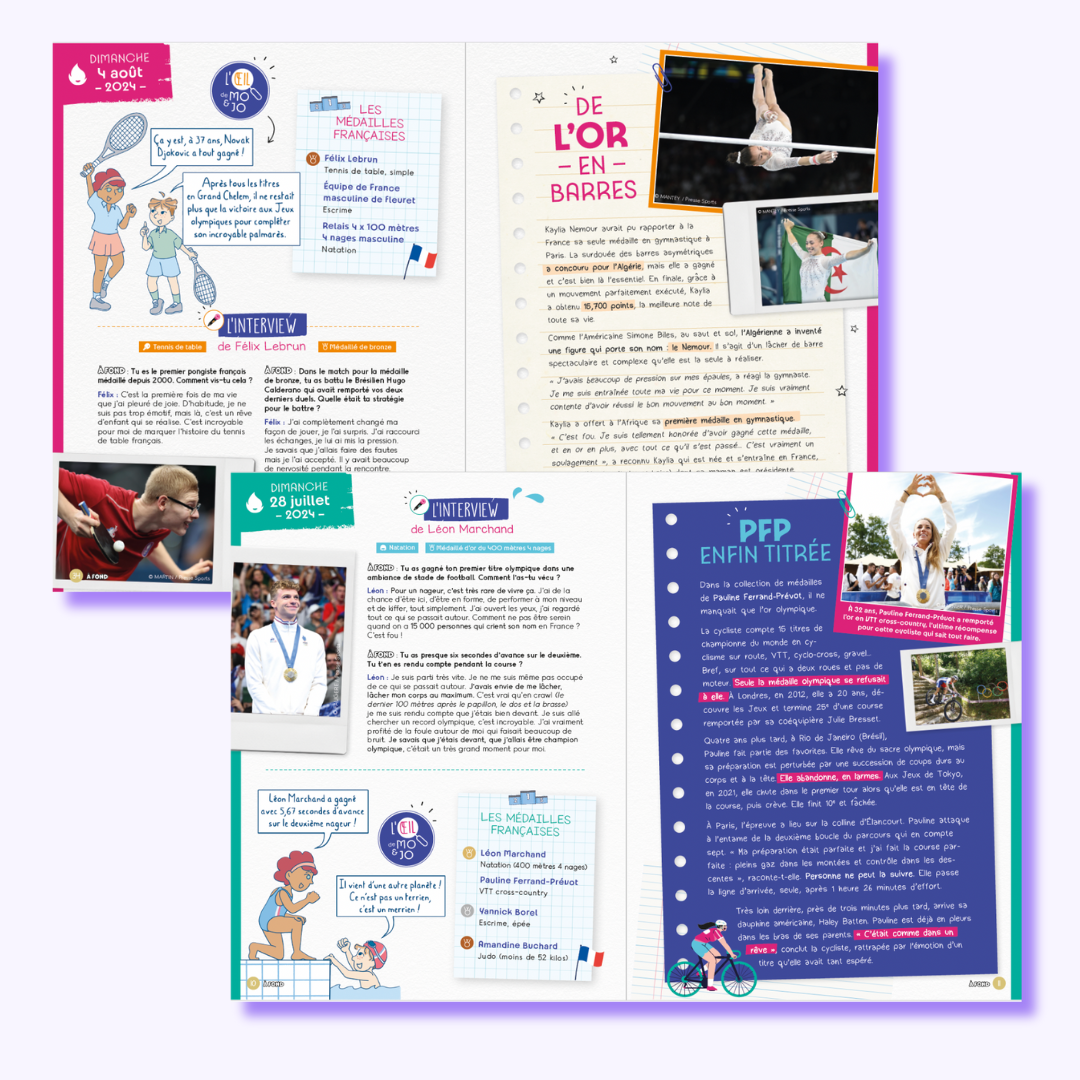 DIMANCHE
4 août
– 2024 –
L'ŒIL
de MO
& JO
Ça y est, à 37 ans, Novak
Djokovic a tout gagné !
Après tous les titres
en Grand Chelem, il ne restait
plus que la victoire aux Jeux
olympiques pour compléter
son incroyable palmarès.
LES
MÉDAILLES
FRANÇAISES
Félix Lebrun
Tennis de table, simple
Équipe de France
masculine de fleuret
Escrime
Relais 4 x 100 mètres
4 nages masculine
Natation
L'INTERVIEW
de Félix Lebrun
Tennis de table
Médaillé de bronze
À FOND : Tu es le premier pongiste français
médaillé depuis 2000. Comment vis-tu cela ?
Félix : C'est la première fois de ma vie
que j'ai pleuré de joie. D'habitude, je ne
suis pas trop émotif, mais là, c'est un rêve
d'enfant qui se réalise. C'est incroyable
pour moi de marquer l'histoire du tennis
de table français.
À FOND : Dans le match pour la médaille
de bronze, tu as battu le Brésilien Hugo
Calderano qui avait remporté vos deux
derniers duels. Quelle était ta stratégie
pour le battre ?
Félix : J'ai complètement changé ma
façon de jouer, je l'ai surpris. J'ai raccourci
les échanges, je lui ai mis la pression.
Je savais que j'allais faire des fautes
mais je l'ai accepté. Il y avait beaucoup
de nervosité pendant la rencontre.
À FOND
© MARTIN / Presse Sports
DE
L'OR
– EN –
BARRES
© MANTEY / Presse Sports
© MANTEY / Presse Sports
Kaylia Nemour aurait pu rapporter à la
France sa seule médaille en gymnastique à
Paris. La surdouée des barres asymétriques
a concouru pour l'Algérie, mais elle a gagné
et c'est bien là l'essentiel. En finale, grâce à
un mouvement parfaitement exécuté, Kaylia
a obtenu 15,700 points, la meilleure note de
toute sa vie.
Comme l'Américaine Simone Biles, au saut et sol, l'Algérienne a inventé
une figure qui porte son nom : le Nemour. Il s'agit d'un lâcher de barre
spectaculaire et complexe qu'elle est la seule à réaliser.
« J'avais beaucoup de pression sur mes épaules, a réagi la gymnaste.
Je me suis entraînée toute ma vie pour ce moment. Je suis vraiment
contente d'avoir réussi le bon mouvement au bon moment. »
Kaylia a offert à l'Afrique sa première médaille en gymnastique.
« C'est fou. Je suis tellement honorée d'avoir gagné cette médaille,
et en or en plus, avec tout ce qu'il s'est passé... C'est vraiment un
soulagement », a reconnu Kaylia qui est née et s'entraîne en France,
DIMANCHE
28 juillet
– 2024 –
L'INTERVIEW
de Léon Marchand
Natation
Médaillé d'or du 400 mètres 4 nages
À FOND : Tu as gagné ton premier titre olympique dans une
ambiance de stade de football. Comment l'as-tu vécu ?
Léon : Pour un nageur, c'est très rare de vivre ça. J'ai de la
chance d'être ici, d'être en forme, de performer à mon niveau
et de kiffer, tout simplement. J'ai ouvert les yeux, j'ai regardé
tout ce qui se passait autour. Comment ne pas être serein
quand on a 15 000 personnes qui crient son nom en France ?
C'est fou !
À FOND : Tu as presque six secondes d'avance sur le deuxième.
Tu t'en es rendu compte pendant la course ?
Léon : Je suis parti très vite. Je ne me suis même pas occupé
de ce qui se passait autour. J'avais envie de me lâcher,
lâcher mon corps au maximum. C'est vrai qu'en crawl (le
dernier 100 mètres après le papillon, le dos et la brasse)
je me suis rendu compte que j'étais bien devant. Je suis allé
chercher un record olympique, c'est incroyable. J'ai vraiment
profité de la foule autour de moi qui faisait beaucoup de
bruit. Je savais que j'étais devant, que j'allais être champion
olympique, c'était un très grand moment pour moi.
Léon Marchand a gagné
avec 5,67 secondes d'avance
sur le deuxième nageur !
L'ŒIL
de MO
& JO
Il vient d'une autre planète !
Ce n'est pas un terrien,
c'est un merrien !
LES MÉDAILLES
FRANÇAISES
Léon Marchand
Natation (400 mètres 4 nages)
Pauline Ferrand-Prévot
VTT cross-country
Yannick Borel
Escrime, épée
Amandine Buchard
Judo (moins de 52 kilos)
À FOND
PFP
ENFIN TITRÉE
À 32 ans, Pauline Ferrand-Prévot a remporté
l'or en VTT cross-country, l'ultime récompense
pour cette cycliste qui sait tout faire.
Dans la collection de médailles
de Pauline Ferrand-Prévot, il ne
manquait que l'or olympique.
La cycliste compte 15 titres de
championne du monde en cy-
clisme sur route, VTT, cyclo-cross, gravel...
Bref, sur tout ce qui a deux roues et pas de
moteur. Seule la médaille olympique se refusait
à elle. À Londres, en 2012, elle a 20 ans, dé-
couvre les Jeux et termine 25e d'une course
remportée par sa coéquipière Julie Bresset.
Quatre ans plus tard, à Rio de Janeiro (Brésil),
Pauline fait partie des favorites. Elle rêve du sacre olympique, mais
sa préparation est perturbée par une succession de coups durs au
corps et à la tête. Elle abandonne, en larmes. Aux Jeux de Tokyo,
en 2021, elle chute dans le premier tour alors qu'elle est en tête de
la course, puis crève. Elle finit 10e et fâchée.
À Paris, l'épreuve a lieu sur la colline d'Élancourt. Pauline attaque
à l'entame de la deuxième boucle du parcours qui en compte
sept. « Ma préparation était parfaite et j'ai fait la course par-
faite : pleins gaz dans les montées et contrôle dans les des-
centes », raconte-t-elle. Personne ne peut la suivre. Elle passe
la ligne d'arrivée, seule, après 1 heure 26 minutes d'effort.
Très loin derrière, près de trois minutes plus tard, arrive sa
dauphine américaine, Haley Batten. Pauline est déjà en pleurs
dans les bras de ses parents. « C'était comme dans un
rêve », conclut la cycliste, rattrapée par l'émotion d'un
titre qu'elle avait tant espéré.
À FOND